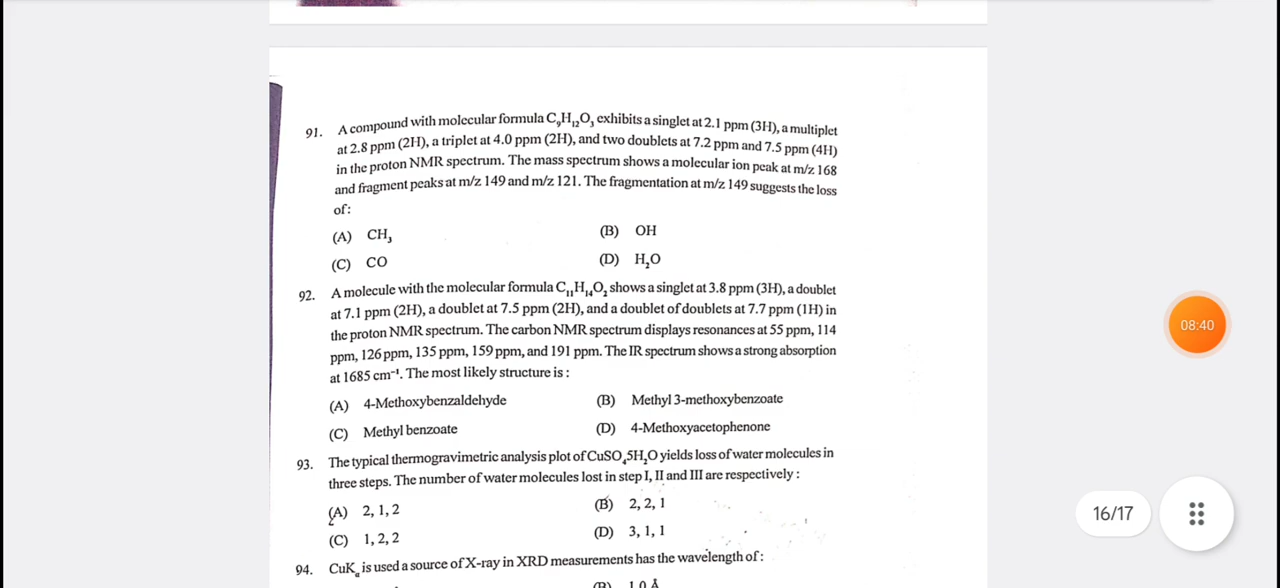 91. A compound with molecular formula C₉H₁₂O₃ exhibits a singlet at 2.1 ppm (3H), a multiplet
at 2.8 ppm (2H), a triplet at 4.0 ppm (2H), and two doublets at 7.2 ppm and 7.5 ppm (4H)
in the proton NMR spectrum. The mass spectrum shows a molecular ion peak at m/z 168
and fragment peaks at m/z 149 and m/z 121. The fragmentation at m/z 149 suggests the loss
of:
(A) CH₃ (B) OH
(C) CO (D) H₂O
92. A molecule with the molecular formula C₁₁H₁₄O₂ shows a singlet at 3.8 ppm (3H), a doublet
at 7.1 ppm (2H), a doublet at 7.5 ppm (2H), and a doublet of doublets at 7.7 ppm (1H) in
the proton NMR spectrum. The carbon NMR spectrum displays resonances at 55 ppm, 114
ppm, 126 ppm, 135 ppm, 159 ppm, and 191 ppm. The IR spectrum shows a strong absorption
at 1685 cm⁻¹. The most likely structure is :
(A) 4-Methoxybenzaldehyde (B) Methyl 3-methoxybenzoate
(C) Methyl benzoate (D) 4-Methoxyacetophenone
93. The typical thermogravimetric analysis plot of CuSO₄5H₂O yields loss of water molecules in
three steps. The number of water molecules lost in step I, II and III are respectively :
(A) 2, 1, 2 (B) 2, 2, 1
(C) 1, 2, 2 (D) 3, 1, 1
94. CuKα is used a source of X-ray in XRD measurements has the wavelength of :
(B) 1.0 Å
08:40
16/17